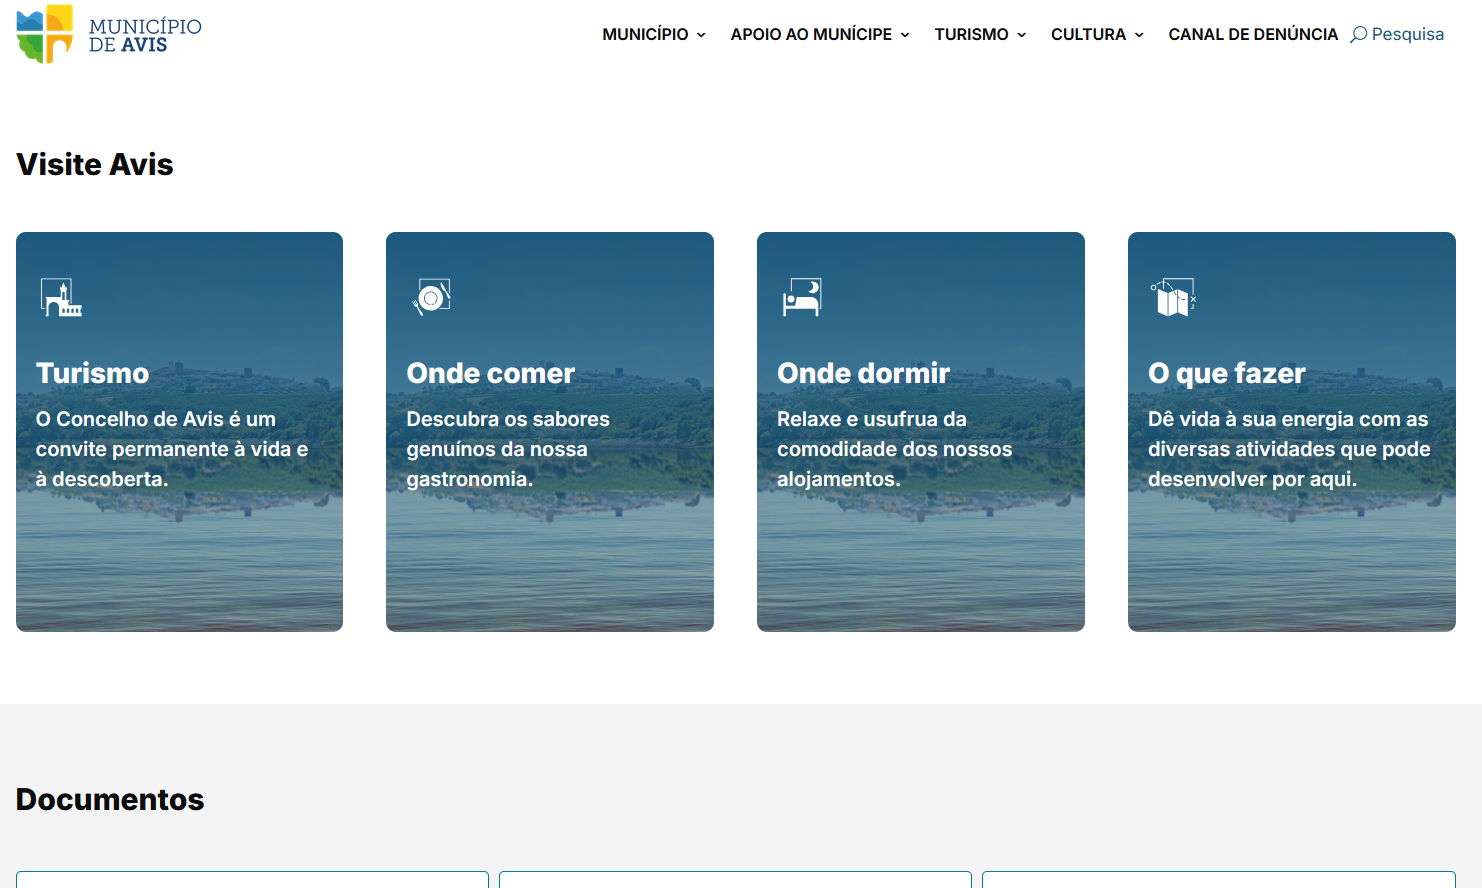 MUNICÍPIO
DE AVIS
MUNICÍPIO
APOIO AO MUNÍCIPE
TURISMO
CULTURA
CANAL DE DENÚNCIA
Pesquisa
Visite Avis
Turismo
O Concelho de Avis é um
convite permanente à vida e
à descoberta.
Onde comer
Descubra os sabores
genuínos da nossa
gastronomia.
Onde dormir
Relaxe e usufrua da
comodidade dos nossos
alojamentos.
O que fazer
Dê vida à sua energia com as
diversas atividades que pode
desenvolver por aqui.
Documentos